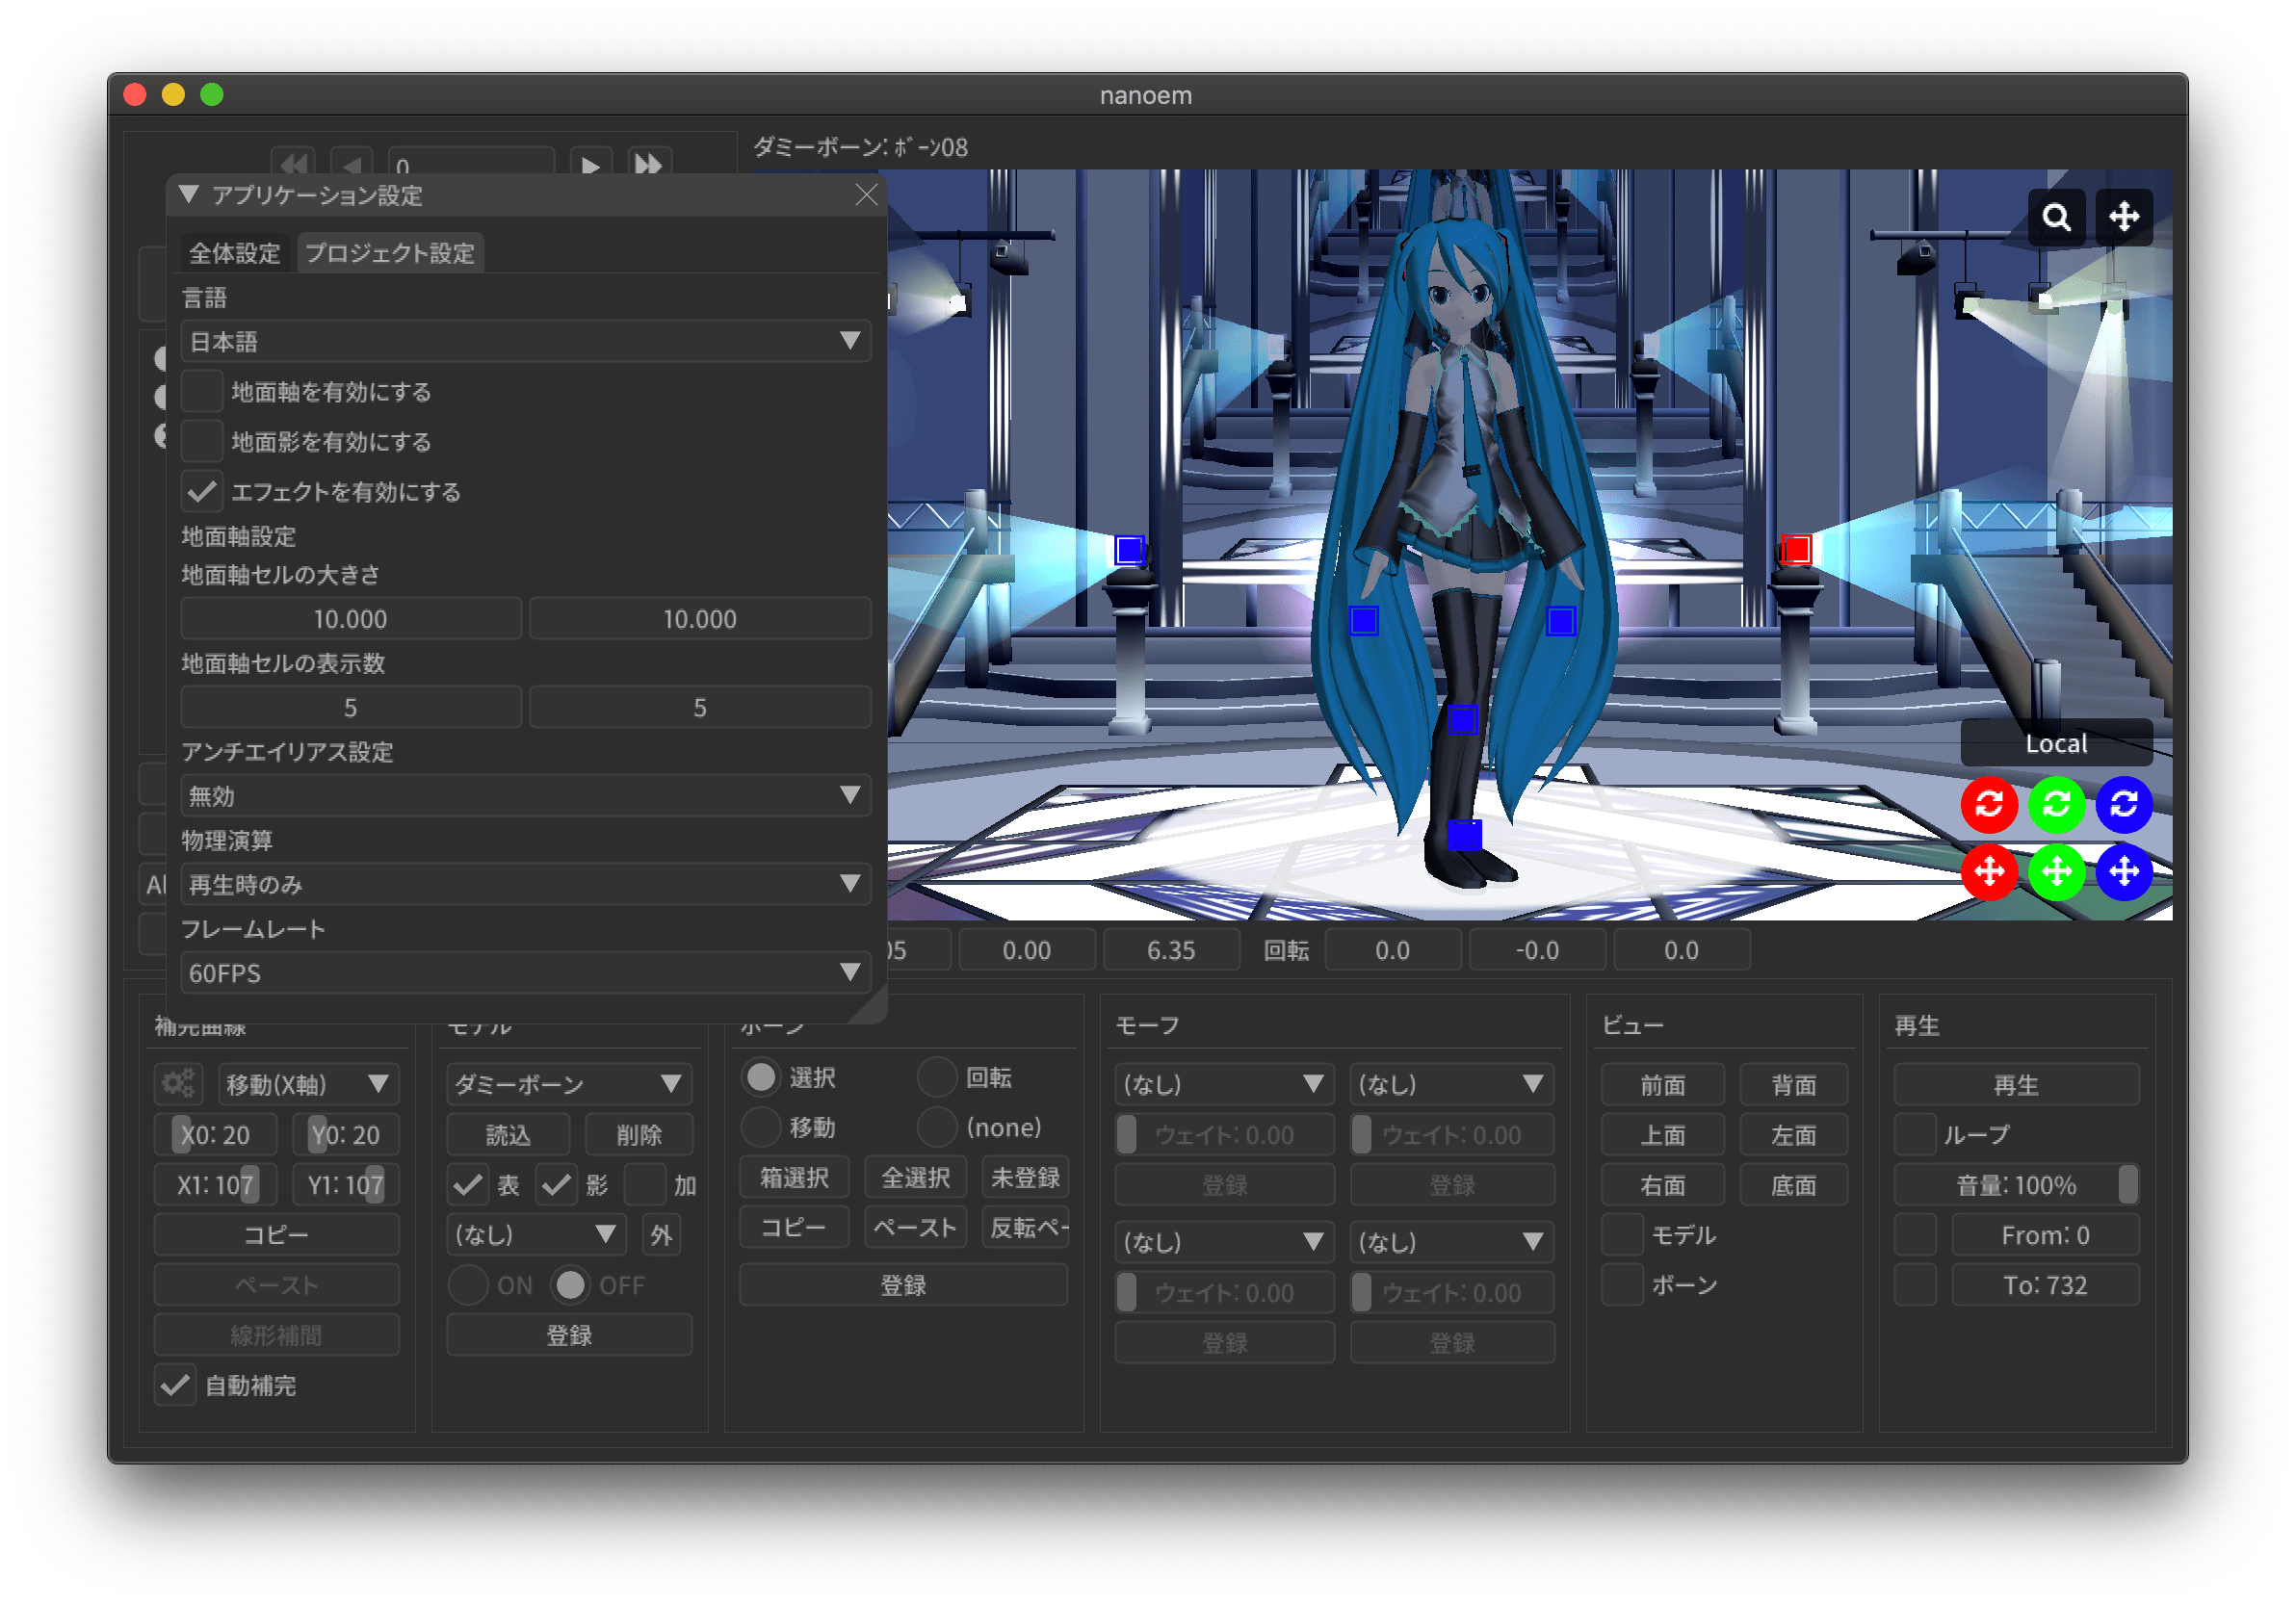 nanoem
0
ダミーボーン: ﾎﾞｰﾝ08
アプリケーション設定
全体設定 プロジェクト設定
言語
日本語
地面軸を有効にする
地面影を有効にする
エフェクトを有効にする
地面軸設定
地面軸セルの大きさ
10.000 10.000
地面軸セルの表示数
5 5
アンチエイリアス設定
無効
物理演算
再生時のみ
フレームレート
60FPS
Local
0.00 6.35 回転 0.0 -0.0 0.0
補完曲線
移動(X軸)
X0: 20 Y0: 20
X1: 107 Y1: 107
コピー
ペースト
線形補間
自動補完
モデル
ダミーボーン
読込 削除
表 影 加
(なし) 外
ON OFF
登録
ボーン
選択 回転
移動 (none)
箱選択 全選択 未登録
コピー ペースト 反転ペー
登録
モーフ
(なし) (なし)
ウェイト: 0.00 ウェイト: 0.00
登録 登録
(なし) (なし)
ウェイト: 0.00 ウェイト: 0.00
登録 登録
ビュー
前面 背面
上面 左面
右面 底面
モデル
ボーン
再生
再生
ループ
音量: 100%
From: 0
To: 732